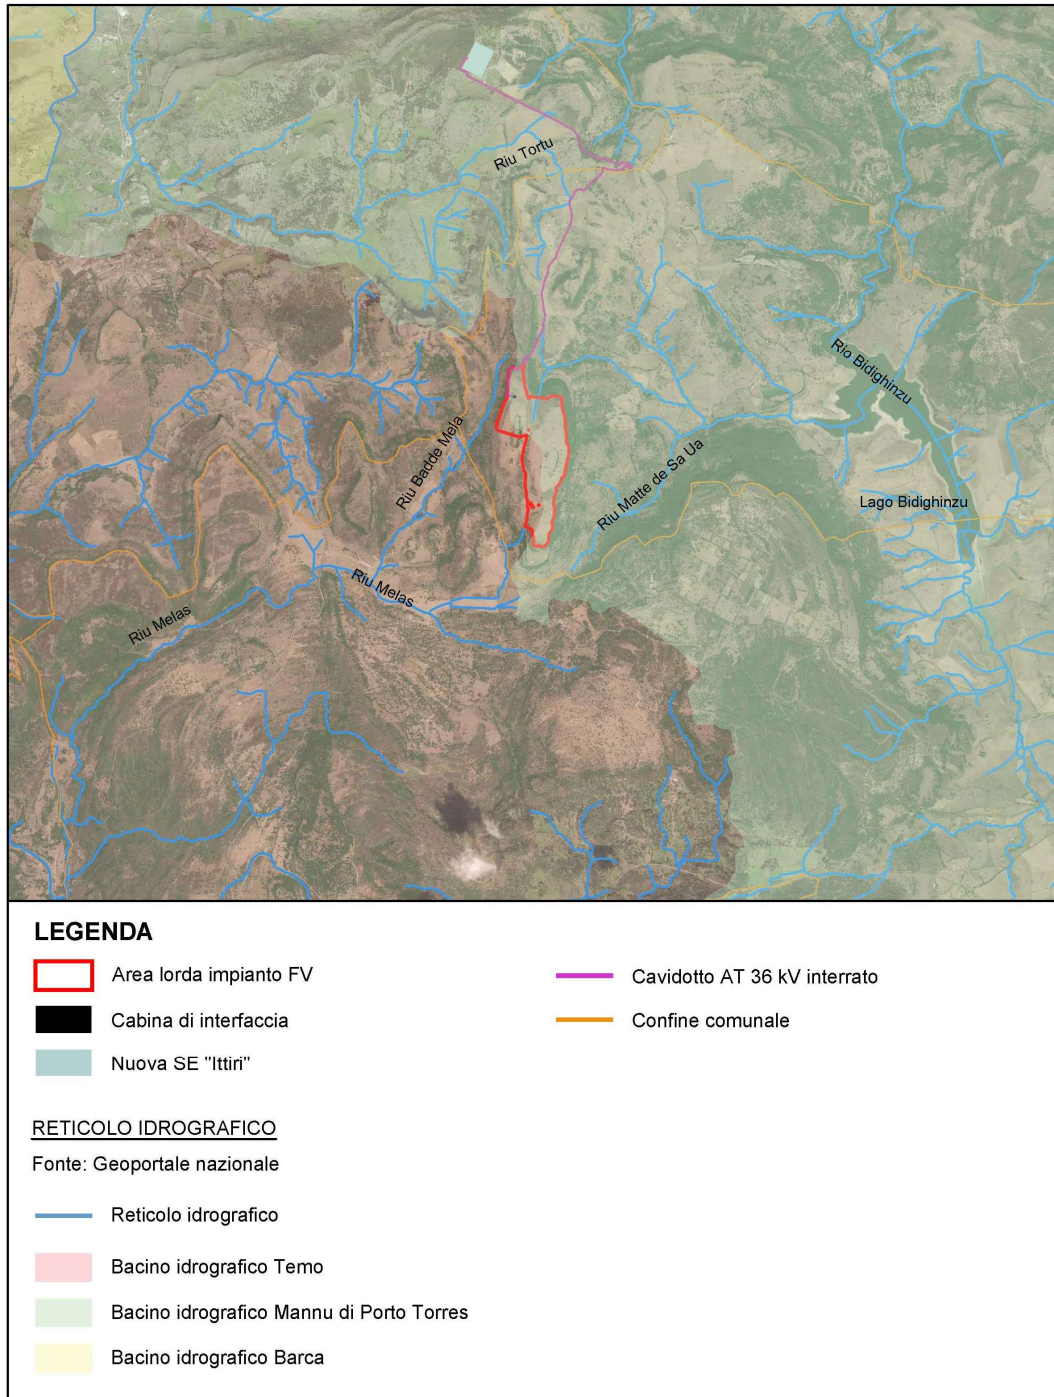 Riu Tortu
Rio Bidighinzu
Riu Badde Mela
Riu Matte de Sa Ua
Lago Bidighinzu
Riu Melas
Riu Melas
LEGENDA
Area lorda impianto FV
Cavidotto AT 36 kV interrato
Cabina di interfaccia
Confine comunale
Nuova SE "Ittiri"
RETICOLO IDROGRAFICO
Fonte: Geoportale nazionale
Reticolo idrografico
Bacino idrografico Temo
Bacino idrografico Mannu di Porto Torres
Bacino idrografico Barca